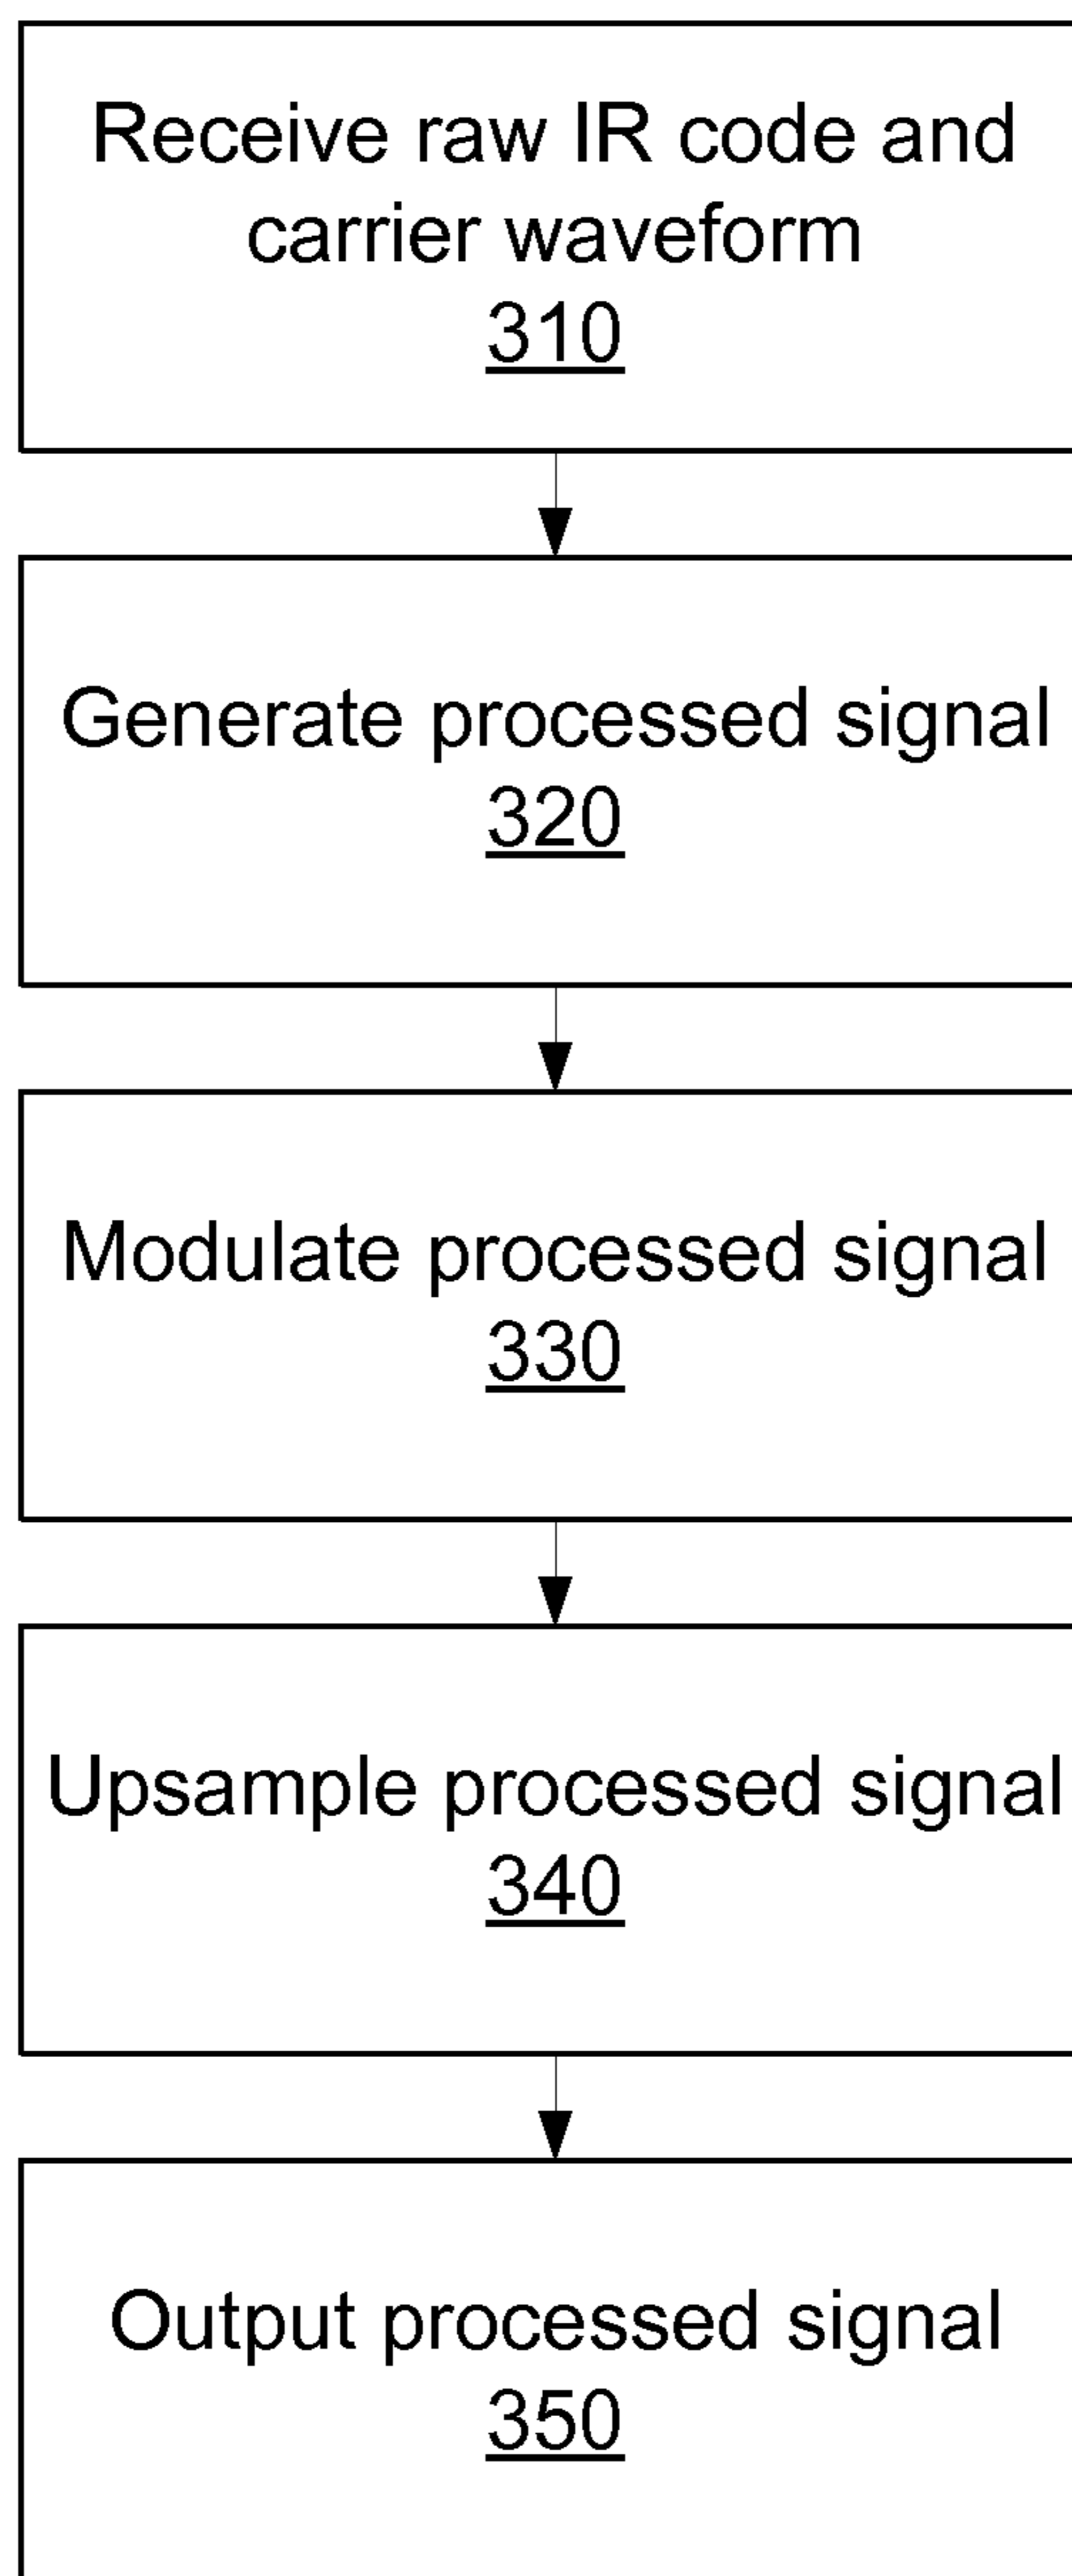 Receive raw IR code and
carrier waveform
310
Generate processed signal
320
Modulate processed signal
330
Upsample processed signal
340
Output processed signal
350